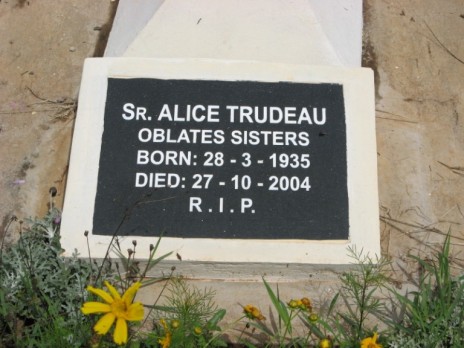 SR. ALICE TRUDEAU
OBLATES SISTERS
BORN: 28 - 3 - 1935
DIED: 27 - 10 - 2004
R . I . P.